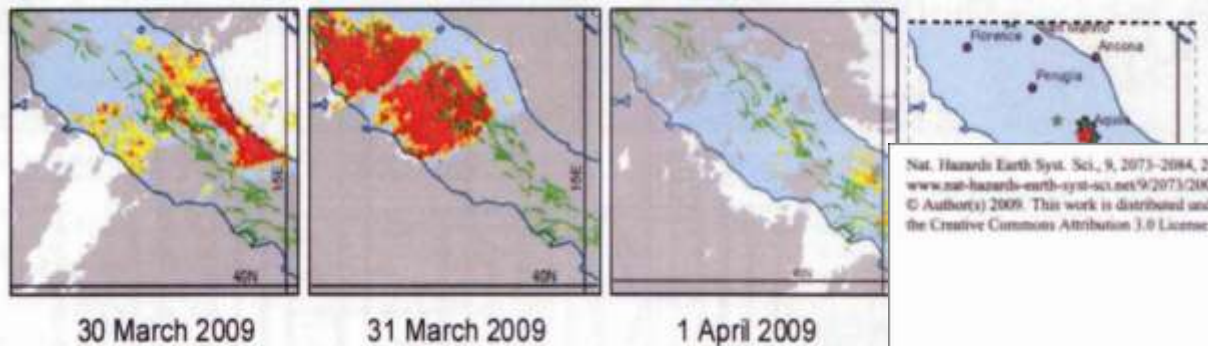 15E
40N
30 March 2009
15E
40N
31 March 2009
40N
1 April 2009
Florence
Ancona
Perugia
Aquila
Nat. Hazards Earth Syst. Sci., 9, 2073–2084, 2
www.nat-hazards-earth-syst-sci.net/9/2073/200
© Author(s) 2009. This work is distributed und
the Creative Commons Attribution 3.0 License